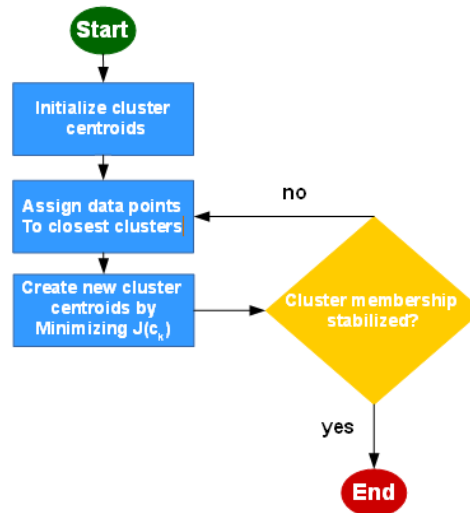 Start
Initialize cluster
centroids
Assign data points
To closest clusters
no
Create new cluster
centroids by
Minimizing J(cₖ)
Cluster membership
stabilized?
yes
End